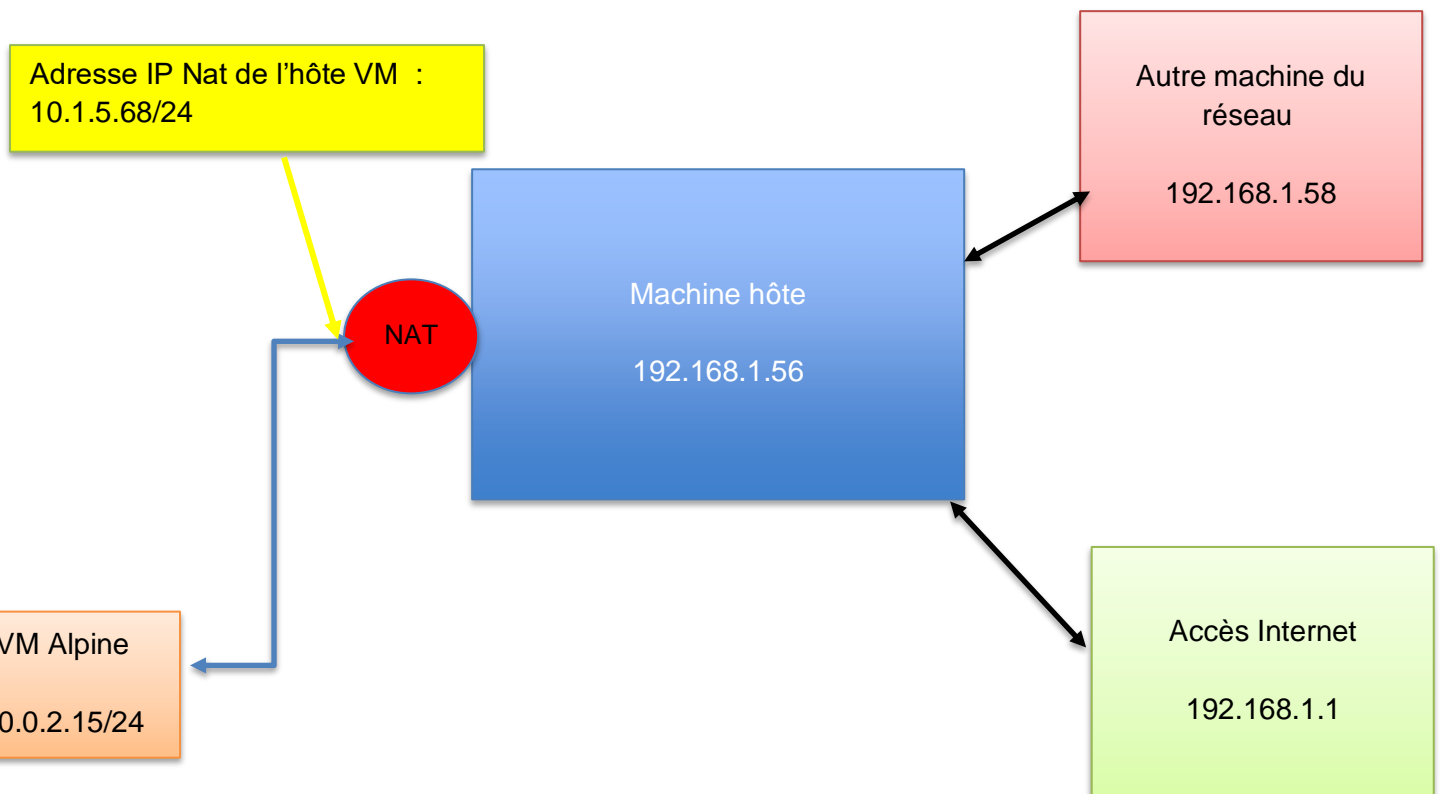 Adresse IP Nat de l’hôte VM  :
10.1.5.68/24
Autre machine du
réseau
192.168.1.58
Machine hôte
192.168.1.56
NAT
VM Alpine
0.0.2.15/24
Accès Internet
192.168.1.1